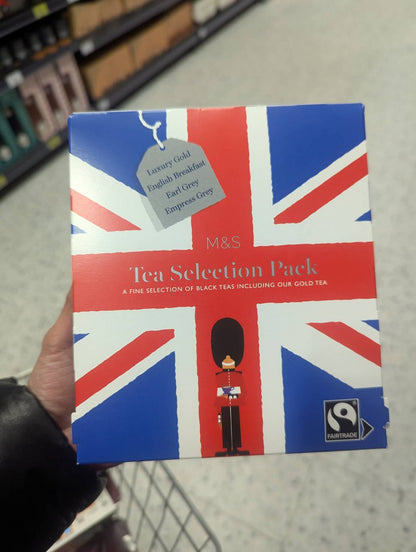 Luxury Gold
English Breakfast
Earl Grey
Empress Grey
M&S
Tea Selection Pack
A FINE SELECTION OF BLACK TEAS INCLUDING OUR GOLD TEA
FAIRTRADE